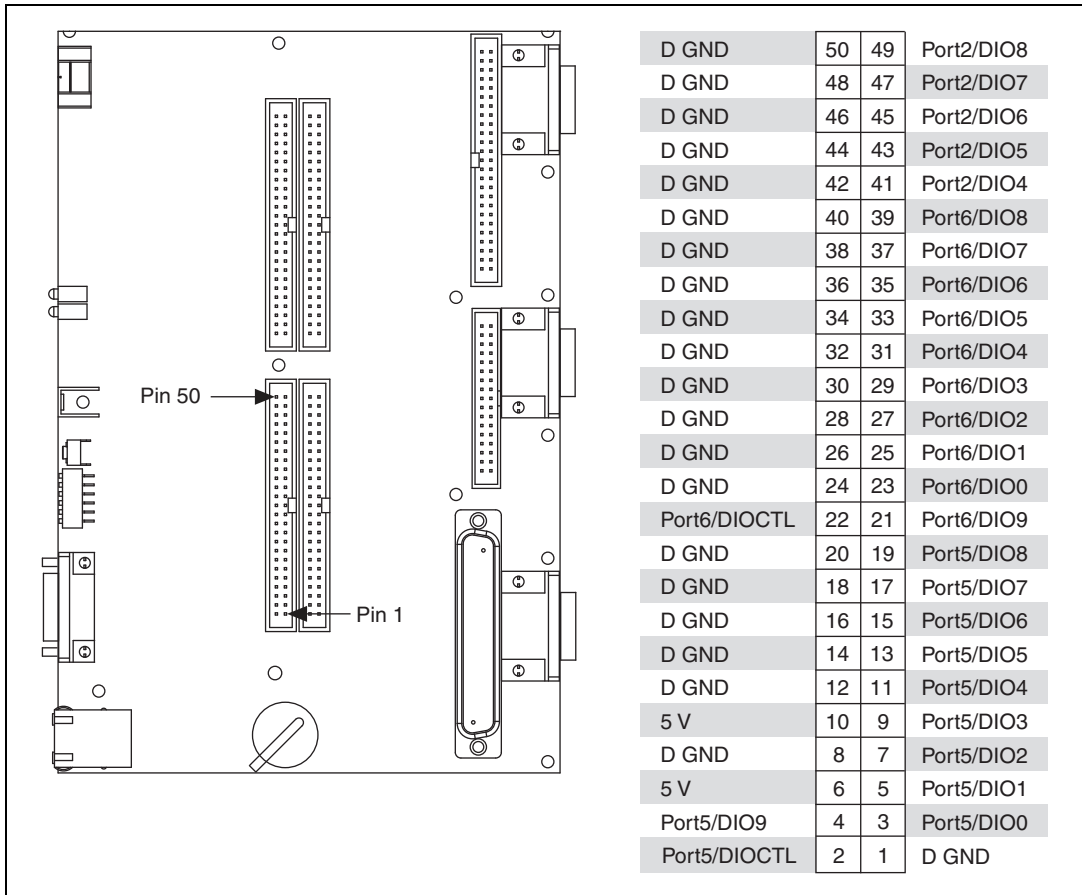 D GND 50 49 Port2/DIO8
D GND 48 47 Port2/DIO7
D GND 46 45 Port2/DIO6
D GND 44 43 Port2/DIO5
D GND 42 41 Port2/DIO4
D GND 40 39 Port6/DIO8
D GND 38 37 Port6/DIO7
D GND 36 35 Port6/DIO6
D GND 34 33 Port6/DIO5
D GND 32 31 Port6/DIO4
D GND 30 29 Port6/DIO3
D GND 28 27 Port6/DIO2
D GND 26 25 Port6/DIO1
D GND 24 23 Port6/DIO0
Port6/DIOCTL 22 21 Port6/DIO9
D GND 20 19 Port5/DIO8
D GND 18 17 Port5/DIO7
D GND 16 15 Port5/DIO6
D GND 14 13 Port5/DIO5
D GND 12 11 Port5/DIO4
5 V 10 9 Port5/DIO3
D GND 8 7 Port5/DIO2
5 V 6 5 Port5/DIO1
Port5/DIO9 4 3 Port5/DIO0
Port5/DIOCTL 2 1 D GND
Pin 50
Pin 1